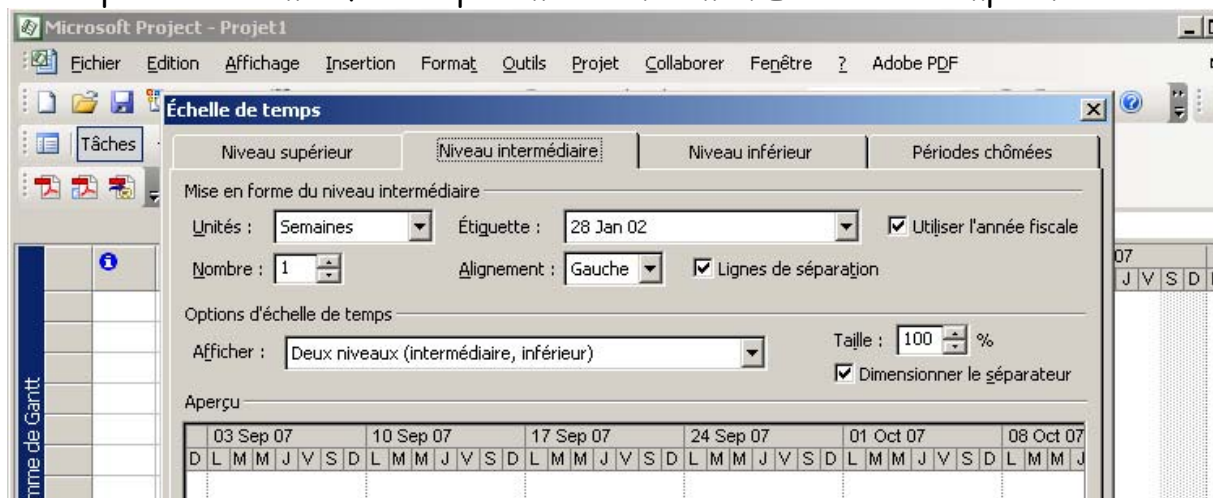 Microsoft Project - Projet1
Fichier Edition Affichage Insertion Format Outils Projet Collaborer Fenêtre ? Adobe PDF
Échelle de temps
Tâches
Niveau supérieur Niveau intermédiaire Niveau inférieur Périodes chômées
Mise en forme du niveau intermédiaire
Unités : Semaines Étiquette : 28 Jan 02 Utiliser l'année fiscale
Nombre : 1 Alignement : Gauche Lignes de séparation
07
J V S D
Options d'échelle de temps
Afficher : Deux niveaux (intermédiaire, inférieur) Taille : 100 %
Dimensionner le séparateur
Aperçu
03 Sep 07 10 Sep 07 17 Sep 07 24 Sep 07 01 Oct 07 08 Oct 07
D L M M J V S D L M M J V S D L M M J V S D L M M J V S D L M M J V S D L M M J
mme de Gantt